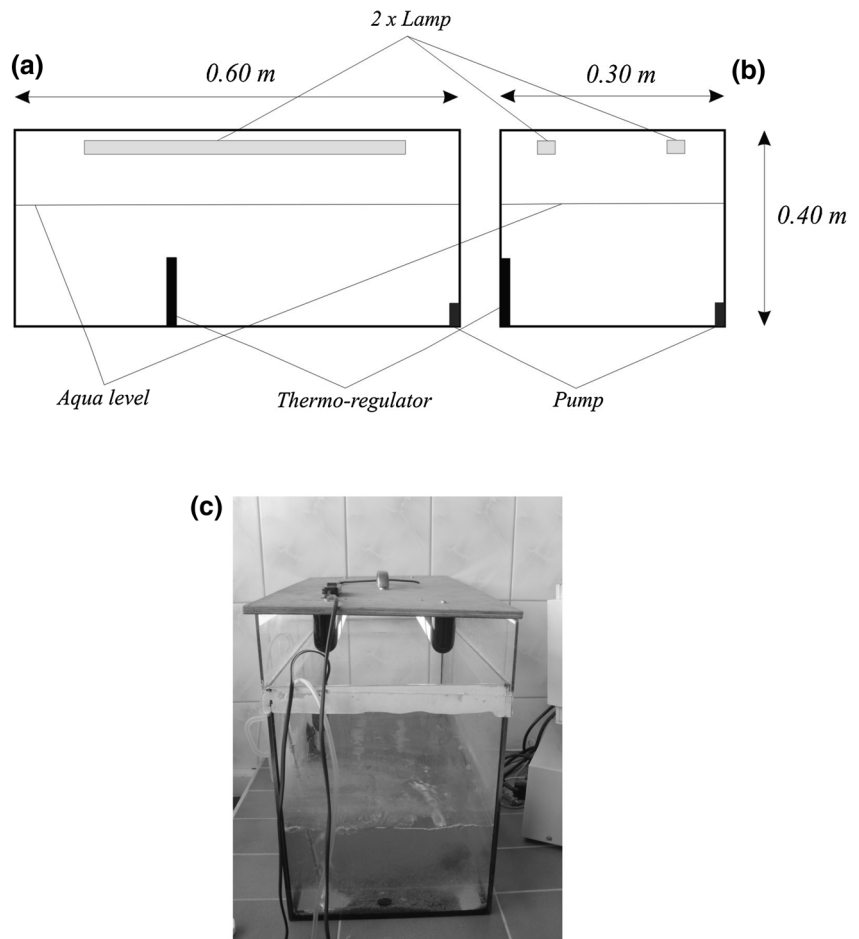 2 x Lamp
(a)
0.60 m
0.30 m
(b)
0.40 m
Aqua level
Thermo-regulator
Pump
(c)